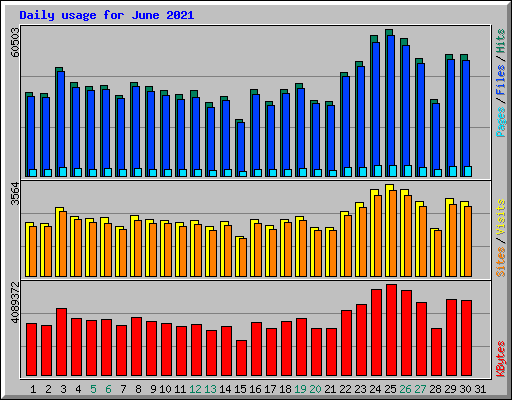 Daily usage for June 2021
60503
Pages / Files / Hits
3564
Sites / Visits
4089372
KBytes
1 2 3 4 5 6 7 8 9 10 11 12 13 14 15 16 17 18 19 20 21 22 23 24 25 26 27 28 29 30 31